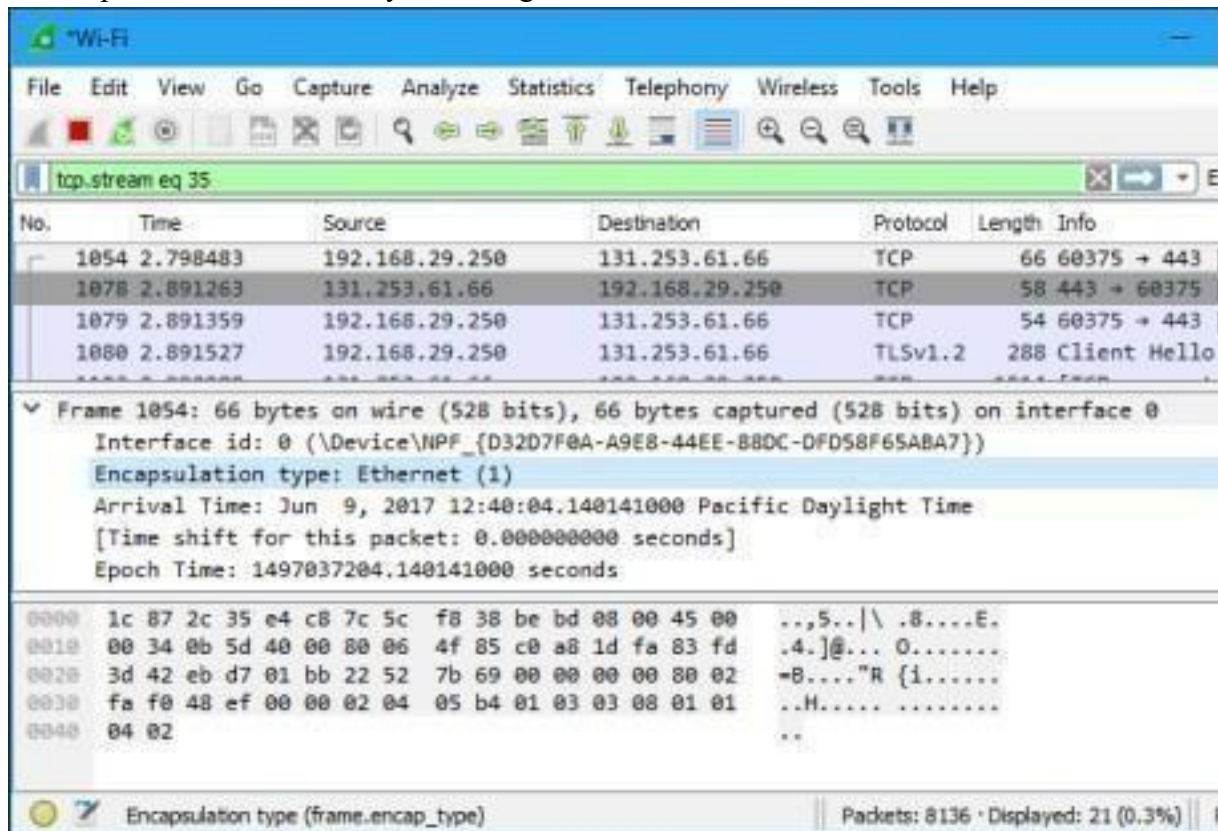 *Wi-Fi
File Edit View Go Capture Analyze Statistics Telephony Wireless Tools Help
tcp.stream eq 35
No. Time Source Destination Protocol Length Info
1054 2.798483 192.168.29.250 131.253.61.66 TCP 66 60375 → 443
1078 2.891263 131.253.61.66 192.168.29.250 TCP 58 443 → 60375
1079 2.891359 192.168.29.250 131.253.61.66 TCP 54 60375 → 443
1080 2.891527 192.168.29.250 131.253.61.66 TLSv1.2 288 Client Hello
Frame 1054: 66 bytes on wire (528 bits), 66 bytes captured (528 bits) on interface 0
Interface id: 0 (\Device\NPF_{D32D7F0A-A9E8-44EE-88DC-DFD58F65ABA7})
Encapsulation type: Ethernet (1)
Arrival Time: Jun 9, 2017 12:40:04.140141000 Pacific Daylight Time
[Time shift for this packet: 0.000000000 seconds]
Epoch Time: 1497037204.140141000 seconds
0000 1c 87 2c 35 e4 c8 7c 5c f8 38 be bd 08 00 45 00 ..,5..|\ .8....E.
0010 00 34 0b 5d 40 00 80 06 4f 85 c0 a8 1d fa 83 fd .4.]@... O.......
0020 3d 42 eb d7 01 bb 22 52 7b 69 00 00 00 00 80 02 =B...."R {i......
0030 fa f0 48 ef 00 00 02 04 05 b4 01 03 03 08 01 01 ..H..... ........
0040 04 02 ..
Encapsulation type (frame.encap_type) Packets: 8136 · Displayed: 21 (0.3%)